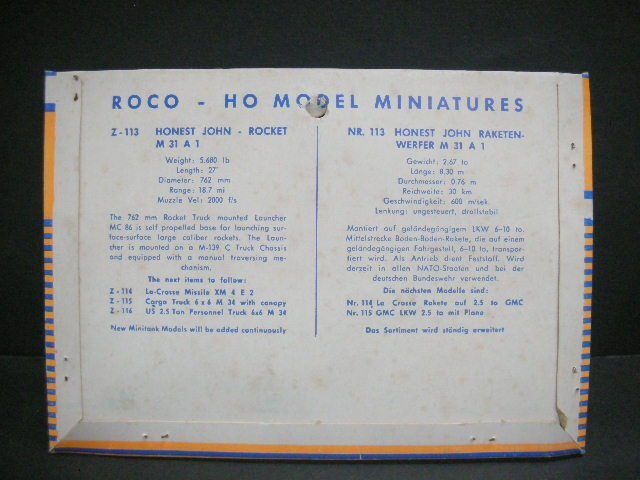 ROCO - HO MODEL MINIATURES
Z-113 HONEST JOHN - ROCKET
M 31 A 1
Weight: 5.680 lb
Length: 27"
Diameter: 762 mm
Range: 18.7 mi
Muzzle Vel: 2000 f/s
The 762 mm Rocket Truck mounted Launcher
MC 86 is self propelled base for launching sur-
face-surface large caliber rockets. The Laun-
cher is mounted on a M-139 C Truck Chassis
and equipped with a manual traversing me-
chanism.
The next items to follow:
Z - 114 La-Crosse Missile XM 4 E 2
Z - 115 Cargo Truck 6 x 6 M 34 with canopy
Z - 116 US 2.5 Ton Personnel Truck 6x6 M 34
New Minitank Models will be added continuously
NR. 113 HONEST JOHN RAKETEN-
WERFER M 31 A 1
Gewicht: 2.67 to
Länge: 8,30 m
Durchmesser: 0,76 m
Reichweite: 30 km
Geschwindigkeit: 600 m/sek
Lenkung: ungesteuert, drallstabil
Mantiert auf geländegängigem LKW 6-10 to.
Mittelstrecke Boden-Boden-Rakete, die auf einem
geländegängigen Fahrgestell, 6-10 to, transpor-
tiert wird. Als Antrieb dient Feststoff. Wird
derzeit in allen NATO-Staaten und bei der
deutschen Bundeswehr verwendet.
Die nächsten Modelle sind:
Nr. 114 La Crosse Rakete auf 2.5 to GMC
Nr. 115 GMC LKW 2.5 to mit Plane
Das Sortiment wird ständig erweitert